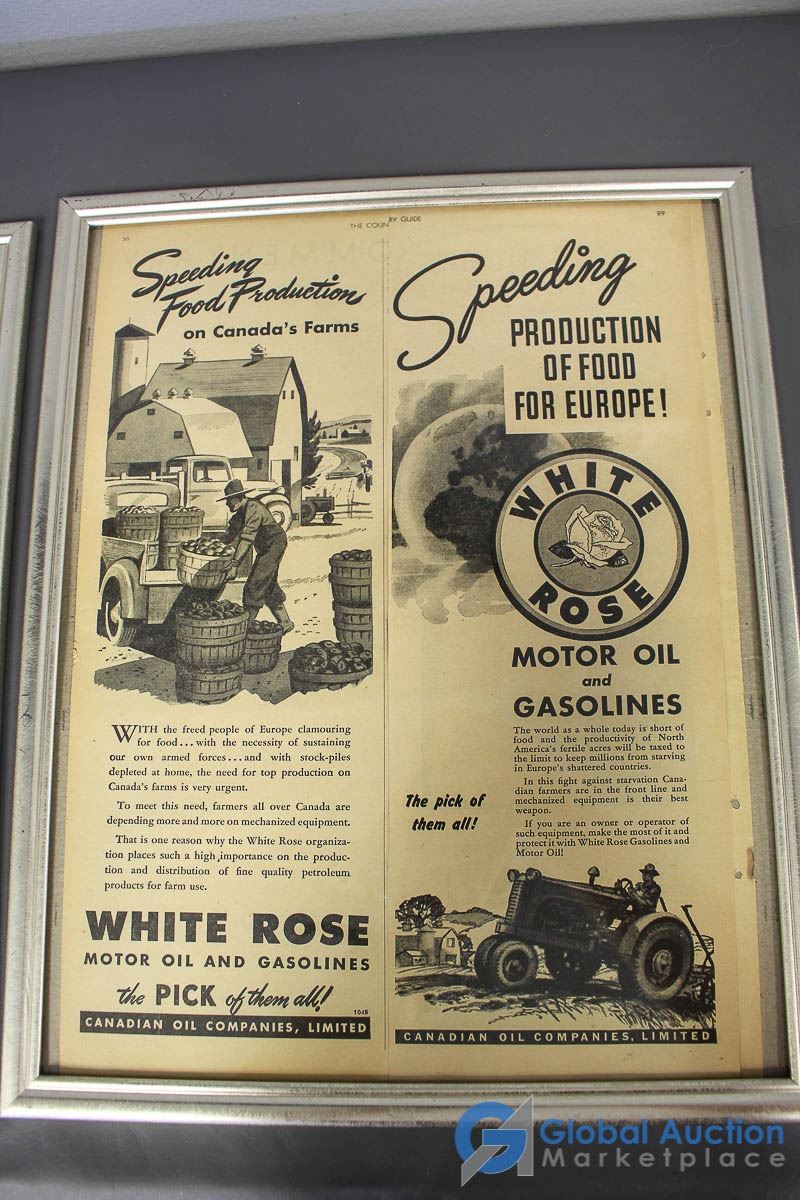 36
THE COUNTRY GUIDE
29
Speeding
Food Production
on Canada's Farms
WITH the freed people of Europe clamouring
for food...with the necessity of sustaining
our own armed forces...and with stock-piles
depleted at home, the need for top production on
Canada's farms is very urgent.
To meet this need, farmers all over Canada are
depending more and more on mechanized equipment.
That is one reason why the White Rose organiza-
tion places such a high importance on the produc-
tion and distribution of fine quality petroleum
products for farm use.
WHITE ROSE
MOTOR OIL AND GASOLINES
the PICK of them all!
1045
CANADIAN OIL COMPANIES, LIMITED
Speeding
PRODUCTION
OF FOOD
FOR EUROPE!
WHITE
ROSE
MOTOR OIL
and
GASOLINES
The world as a whole today is short of
food and the productivity of North
America's fertile acres will be taxed to
the limit to keep millions from starving
in Europe's shattered countries.
In this fight against starvation Cana-
dian farmers are in the front line and
mechanized equipment is their best
weapon.
If you are an owner or operator of
such equipment, make the most of it and
protect it with White Rose Gasolines and
Motor Oil!
The pick of
them all!
CANADIAN OIL COMPANIES, LIMITED
Global Auction
Marketplace